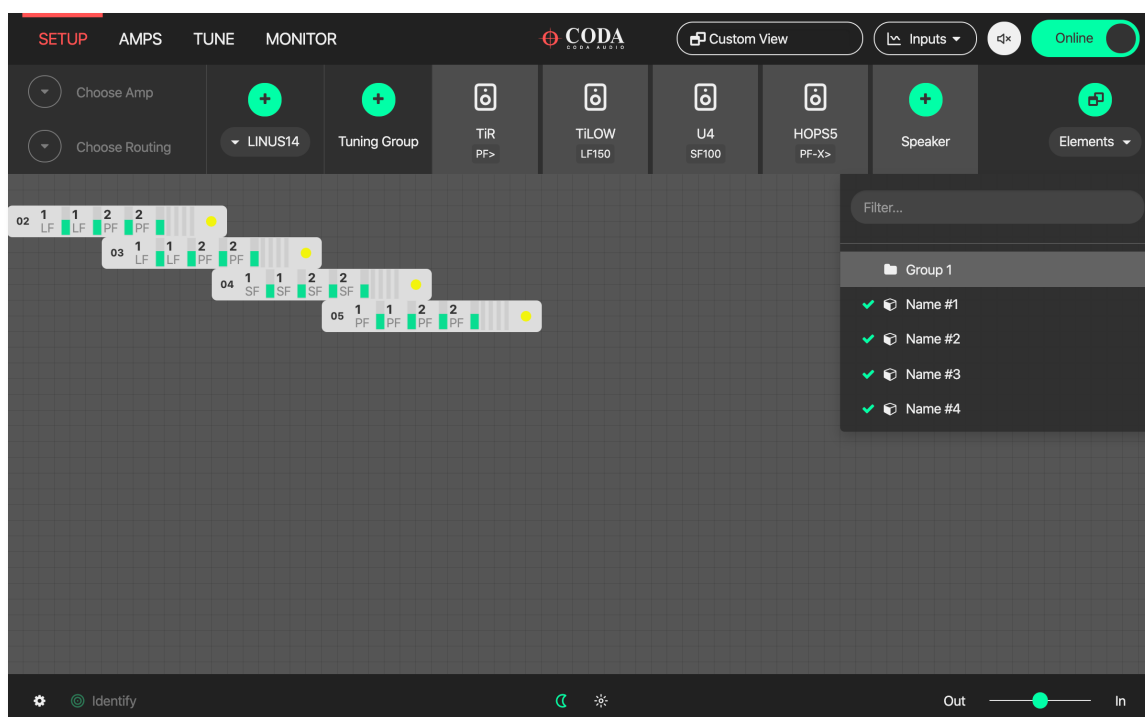 SETUP AMPS TUNE MONITOR CODA Custom View Inputs Online
CODA AUDIO
Choose Amp
Choose Routing
LINUS14 Tuning Group TiR TiLOW U4 HOPS5 Speaker Elements
PF> LF150 SF100 PF-X>
Filter...
02 1 LF 1 LF 2 PF 2 PF
03 1 LF 1 LF 2 PF 2 PF
04 1 SF 1 SF 2 SF 2 SF
05 1 PF 1 PF 2 PF 2 PF
Group 1
Name #1
Name #2
Name #3
Name #4
Identify Out In